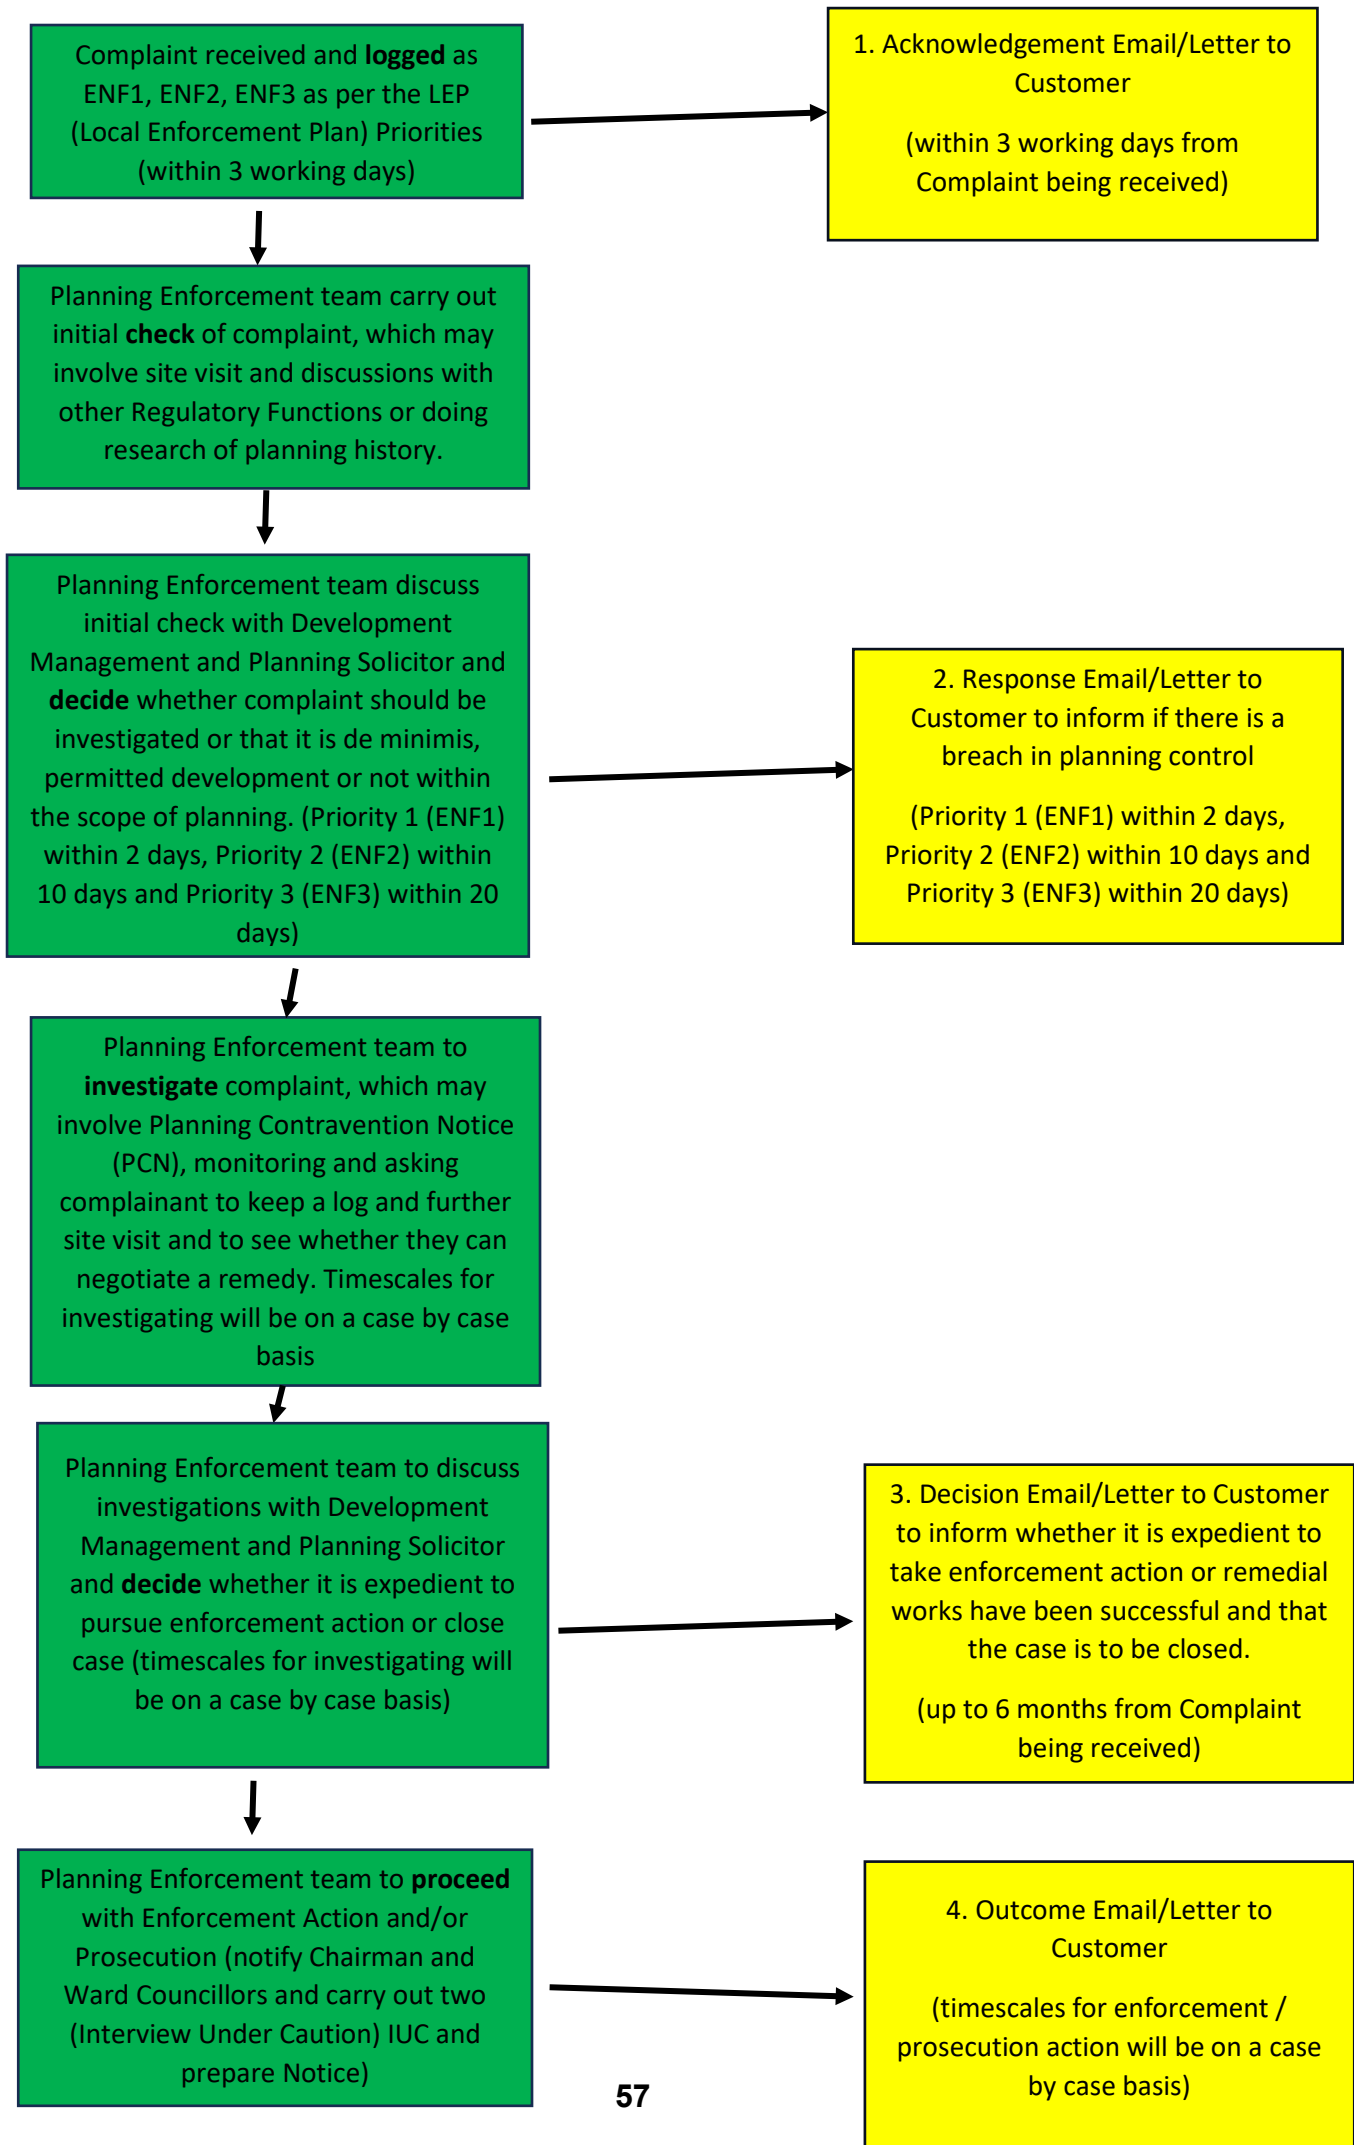 Complaint received and logged as
ENF1, ENF2, ENF3 as per the LEP
(Local Enforcement Plan) Priorities
(within 3 working days)
1. Acknowledgement Email/Letter to
Customer
(within 3 working days from
Complaint being received)
Planning Enforcement team carry out
initial check of complaint, which may
involve site visit and discussions with
other Regulatory Functions or doing
research of planning history.
Planning Enforcement team discuss
initial check with Development
Management and Planning Solicitor and
decide whether complaint should be
investigated or that it is de minimis,
permitted development or not within
the scope of planning. (Priority 1 (ENF1)
within 2 days, Priority 2 (ENF2) within
10 days and Priority 3 (ENF3) within 20
days)
2. Response Email/Letter to
Customer to inform if there is a
breach in planning control
(Priority 1 (ENF1) within 2 days,
Priority 2 (ENF2) within 10 days and
Priority 3 (ENF3) within 20 days)
Planning Enforcement team to
investigate complaint, which may
involve Planning Contravention Notice
(PCN), monitoring and asking
complainant to keep a log and further
site visit and to see whether they can
negotiate a remedy. Timescales for
investigating will be on a case by case
basis
Planning Enforcement team to discuss
investigations with Development
Management and Planning Solicitor
and decide whether it is expedient to
pursue enforcement action or close
case (timescales for investigating will
be on a case by case basis)
3. Decision Email/Letter to Customer
to inform whether it is expedient to
take enforcement action or remedial
works have been successful and that
the case is to be closed.
(up to 6 months from Complaint
being received)
Planning Enforcement team to proceed
with Enforcement Action and/or
Prosecution (notify Chairman and
Ward Councillors and carry out two
(Interview Under Caution) IUC and
prepare Notice)
4. Outcome Email/Letter to
Customer
(timescales for enforcement /
prosecution action will be on a case
by case basis)
57